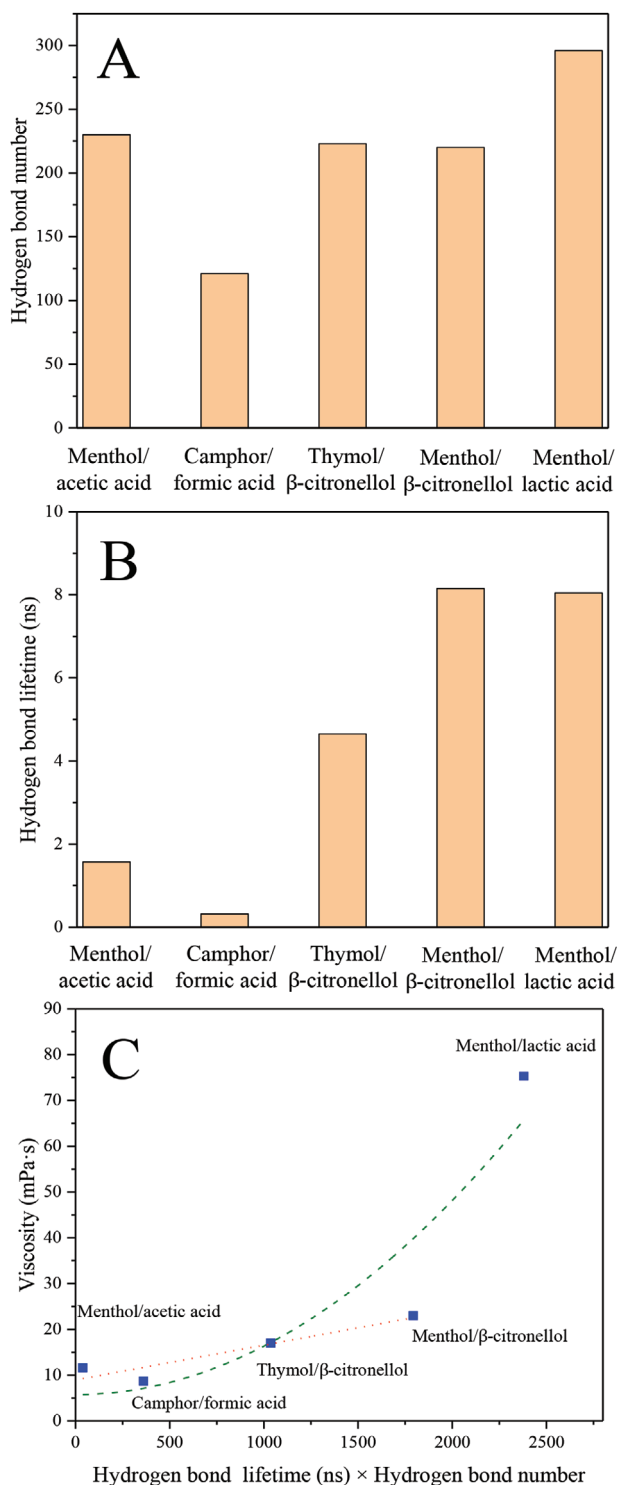 A
Hydrogen bond number
300
250
200
150
100
50
0
Menthol/ Camphor/ Thymol/ Menthol/ Menthol/
acetic acid formic acid β-citronellol β-citronellol lactic acid
B
Hydrogen bond lifetime (ns)
10
8
6
4
2
0
Menthol/ Camphor/ Thymol/ Menthol/ Menthol/
acetic acid formic acid β-citronellol β-citronellol lactic acid
C
Viscosity (mPa·s)
90
80
70
60
50
40
30
20
10
0
Menthol/lactic acid
Menthol/acetic acid
Menthol/β-citronellol
Thymol/β-citronellol
Camphor/formic acid
0 500 1000 1500 2000 2500
Hydrogen bond lifetime (ns) × Hydrogen bond number